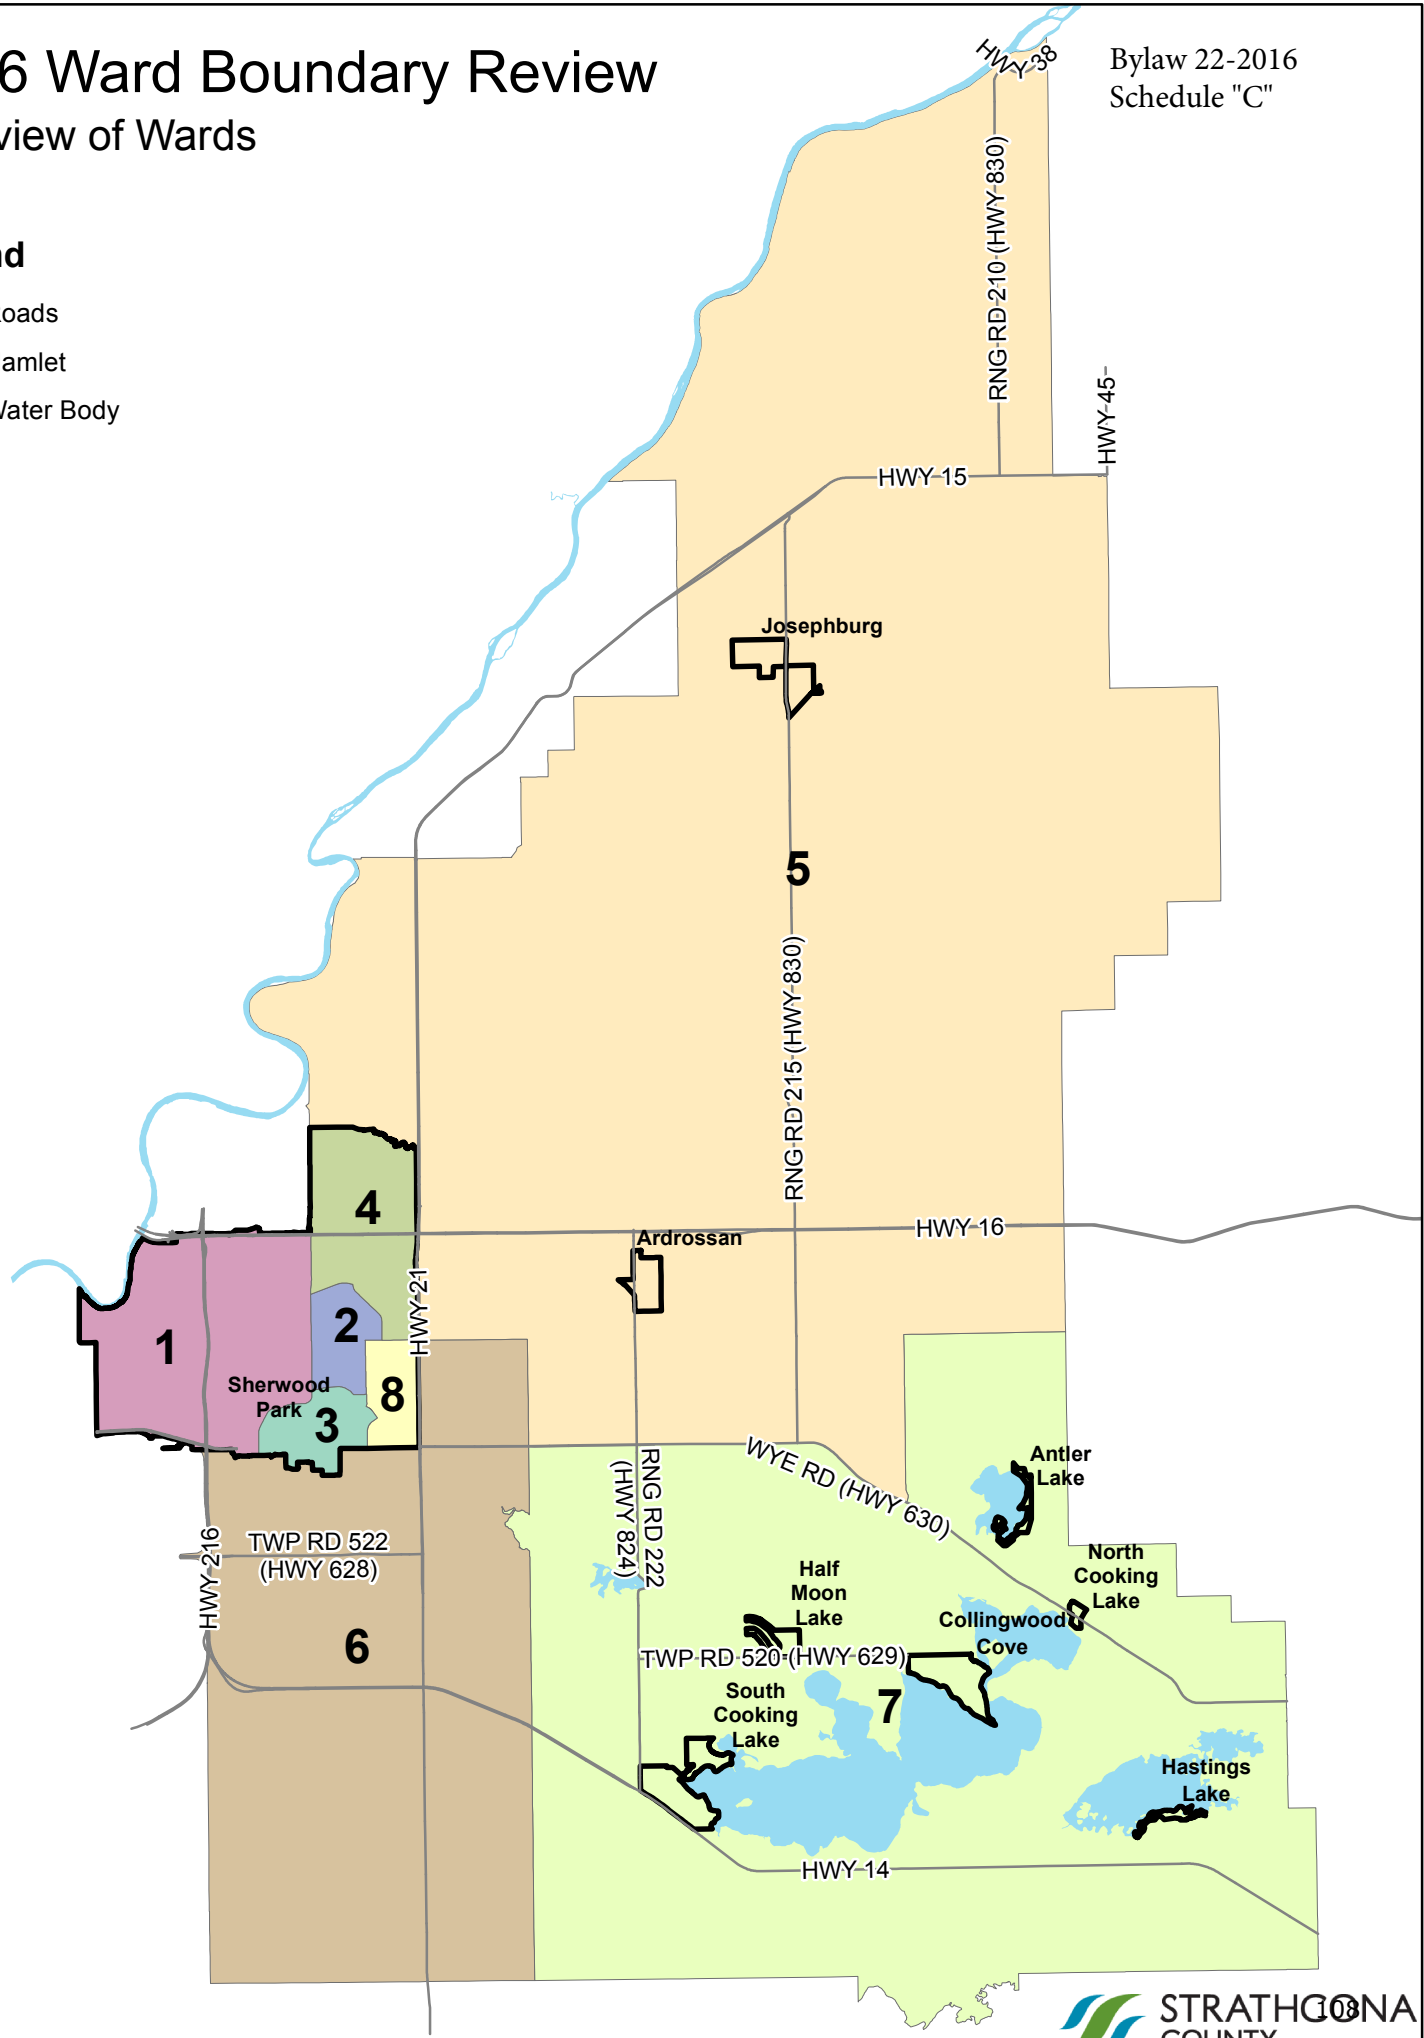 6 Ward Boundary Review
view of Wards
Bylaw 22-2016
Schedule "C"
nd
oads
amlet
Water Body
HWY 38
RNG RD 210 (HWY 830)
HWY 45
HWY 15
Josephburg
5
RNG RD 215 (HWY 830)
4
HWY 16
Ardrossan
HWY 21
2
1
8
Sherwood
Park
3
WYE RD (HWY 630)
Antler
Lake
RNG RD 222
(HWY 824)
HWY 216
TWP RD 522
(HWY 628)
North
Cooking
Lake
Half
Moon
Lake
Collingwood
Cove
6
TWP RD 520 (HWY 629)
7
South
Cooking
Lake
Hastings
Lake
HWY 14
STRATHCONA
108
COUNTY